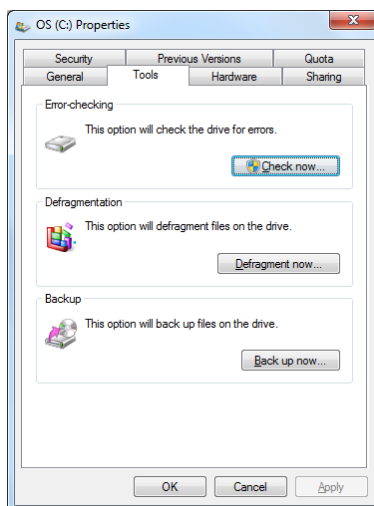 OS (C:) Properties
Security Previous Versions Quota
General Tools Hardware Sharing
Error-checking
This option will check the drive for errors.
Check now...
Defragmentation
This option will defragment files on the drive.
Defragment now...
Backup
This option will back up files on the drive.
Back up now...
OK Cancel Apply